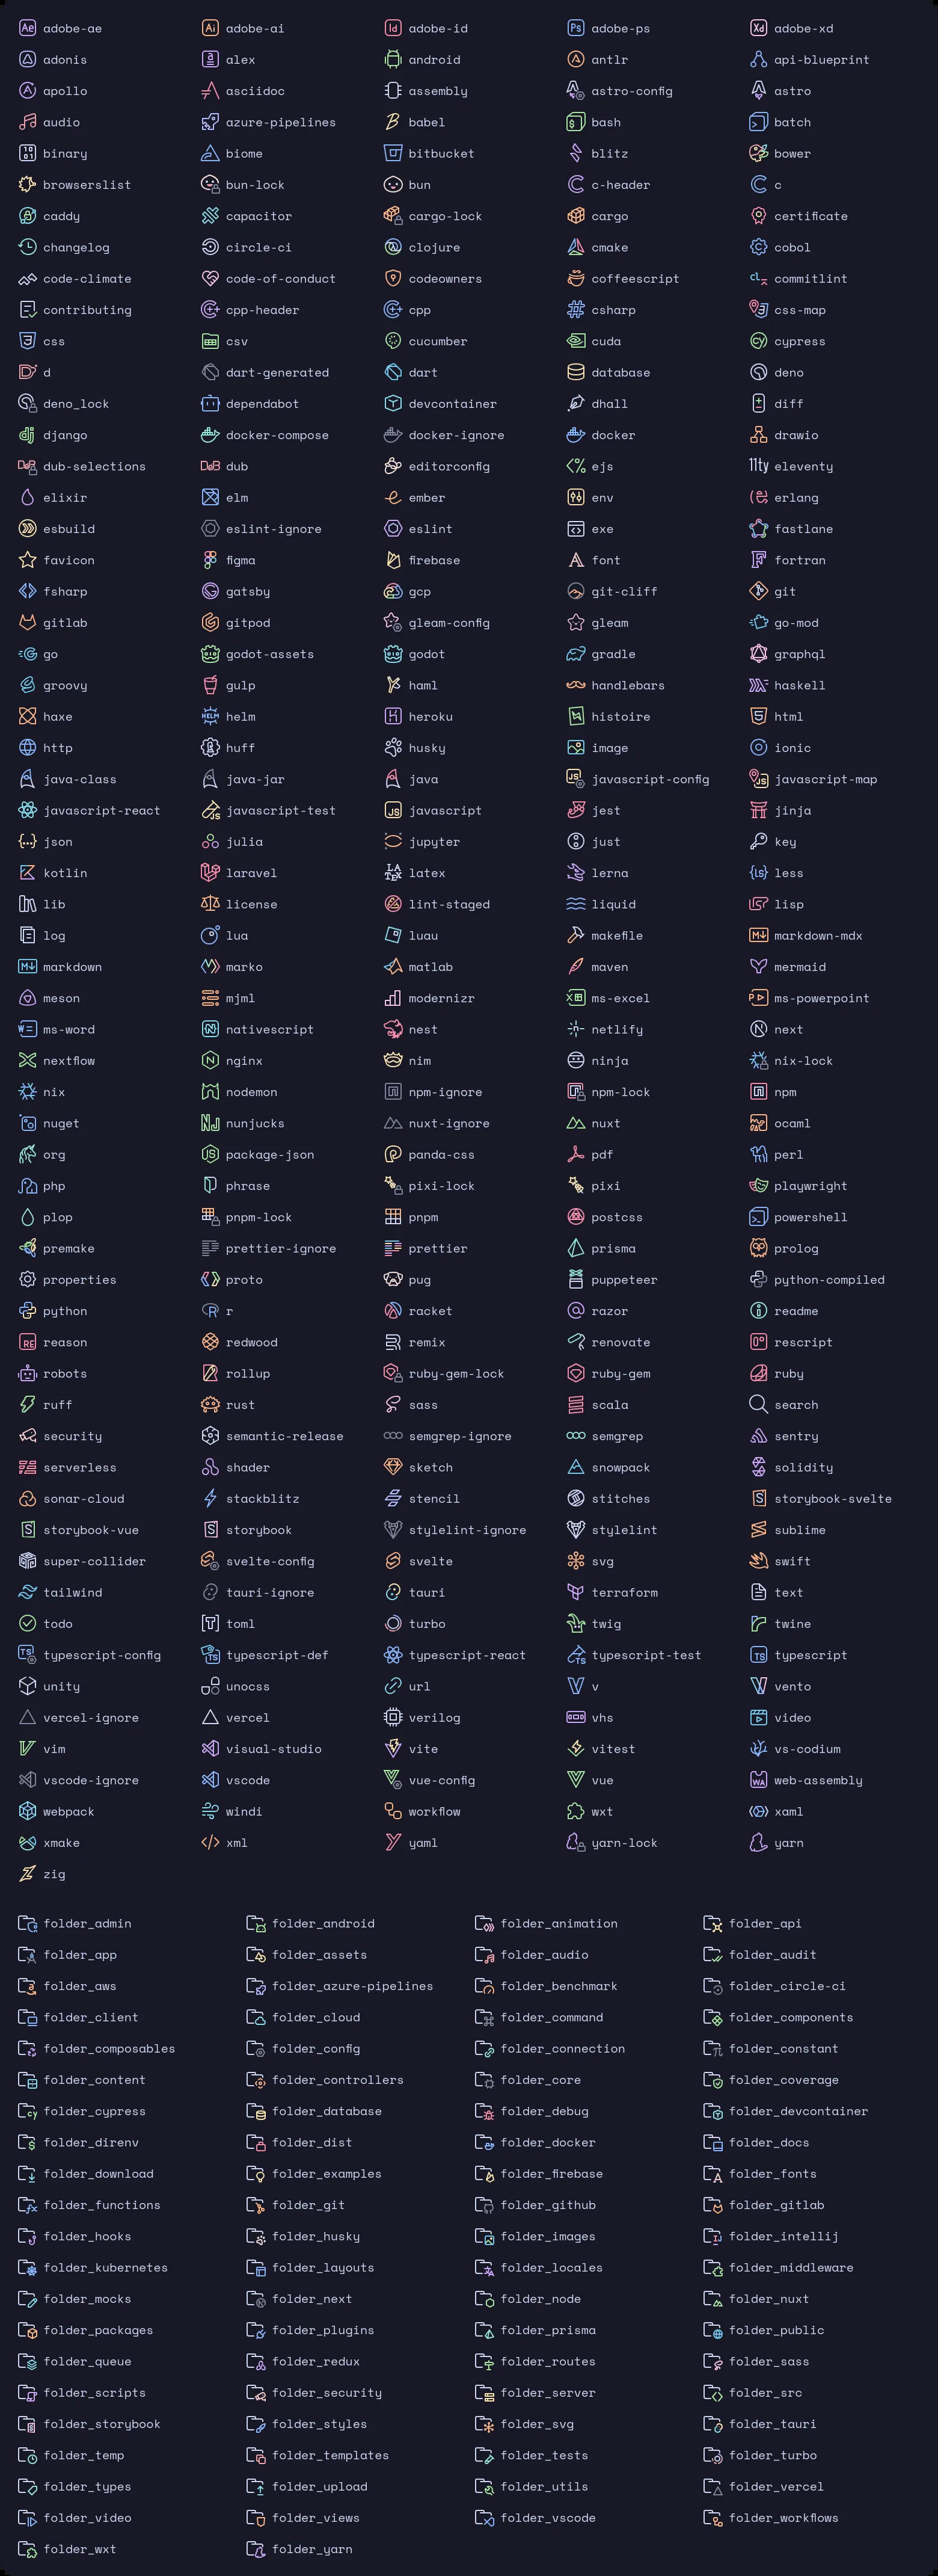 adobe-ae adobe-ai adobe-id adobe-ps adobe-xd
adonis alex android antlr api-blueprint
apollo asciidoc assembly astro-config astro
audio azure-pipelines babel bash batch
binary biome bitbucket blitz bower
browserslist bun-lock bun c-header c
caddy capacitor cargo-lock cargo certificate
changelog circle-ci clojure cmake cobol
code-climate code-of-conduct codeowners coffeescript commitlint
contributing cpp-header cpp csharp css-map
css csv cucumber cuda cypress
d dart-generated dart database deno
deno_lock dependabot devcontainer dhall diff
django docker-compose docker-ignore docker drawio
dub-selections dub editorconfig ejs eleventy
elixir elm ember env erlang
esbuild eslint-ignore eslint exe fastlane
favicon figma firebase font fortran
fsharp gatsby gcp git-cliff git
gitlab gitpod gleam-config gleam go-mod
go godot-assets godot gradle graphql
groovy gulp haml handlebars haskell
haxe helm heroku histoire html
http huff husky image ionic
java-class java-jar java javascript-config javascript-map
javascript-react javascript-test javascript jest jinja
json julia jupyter just key
kotlin laravel latex lerna less
lib license lint-staged liquid lisp
log lua luau makefile markdown-mdx
markdown marko matlab maven mermaid
meson mjml modernizr ms-excel ms-powerpoint
ms-word nativescript nest netlify next
nextflow nginx nim ninja nix-lock
nix nodemon npm-ignore npm-lock npm
nuget nunjucks nuxt-ignore nuxt ocaml
org package-json panda-css pdf perl
php phrase pixi-lock pixi playwright
plop pnpm-lock pnpm postcss powershell
premake prettier-ignore prettier prisma prolog
properties proto pug puppeteer python-compiled
python r racket razor readme
reason redwood remix renovate rescript
robots rollup ruby-gem-lock ruby-gem ruby
ruff rust sass scala search
security semantic-release semgrep-ignore semgrep sentry
serverless shader sketch snowpack solidity
sonar-cloud stackblitz stencil stitches storybook-svelte
storybook-vue storybook stylelint-ignore stylelint sublime
super-collider svelte-config svelte svg swift
tailwind tauri-ignore tauri terraform text
todo toml turbo twig twine
typescript-config typescript-def typescript-react typescript-test typescript
unity unocss url v vento
vercel-ignore vercel verilog vhs video
vim visual-studio vite vitest vs-codium
vscode-ignore vscode vue-config vue web-assembly
webpack windi workflow wxt xaml
xmake xml yaml yarn-lock yarn
zig
folder_admin folder_android folder_animation folder_api
folder_app folder_assets folder_audio folder_audit
folder_aws folder_azure-pipelines folder_benchmark folder_circle-ci
folder_client folder_cloud folder_command folder_components
folder_composables folder_config folder_connection folder_constant
folder_content folder_controllers folder_core folder_coverage
folder_cypress folder_database folder_debug folder_devcontainer
folder_direnv folder_dist folder_docker folder_docs
folder_download folder_examples folder_firebase folder_fonts
folder_functions folder_git folder_github folder_gitlab
folder_hooks folder_husky folder_images folder_intellij
folder_kubernetes folder_layouts folder_locales folder_middleware
folder_mocks folder_next folder_node folder_nuxt
folder_packages folder_plugins folder_prisma folder_public
folder_queue folder_redux folder_routes folder_sass
folder_scripts folder_security folder_server folder_src
folder_storybook folder_styles folder_svg folder_tauri
folder_temp folder_templates folder_tests folder_turbo
folder_types folder_upload folder_utils folder_vercel
folder_video folder_views folder_vscode folder_workflows
folder_wxt folder_yarn